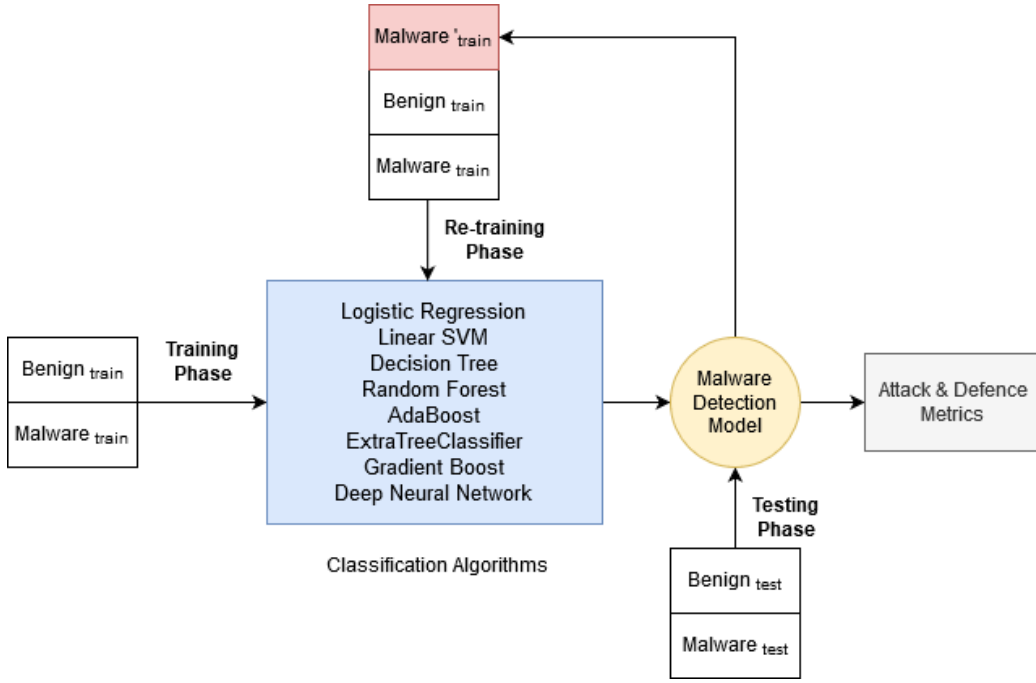 Malware 'train
Benign train
Malware train
Re-training
Phase
Logistic Regression
Linear SVM
Decision Tree
Random Forest
AdaBoost
ExtraTreeClassifier
Gradient Boost
Deep Neural Network
Classification Algorithms
Benign train
Malware train
Training
Phase
Malware
Detection
Model
Attack & Defence
Metrics
Testing
Phase
Benign test
Malware test